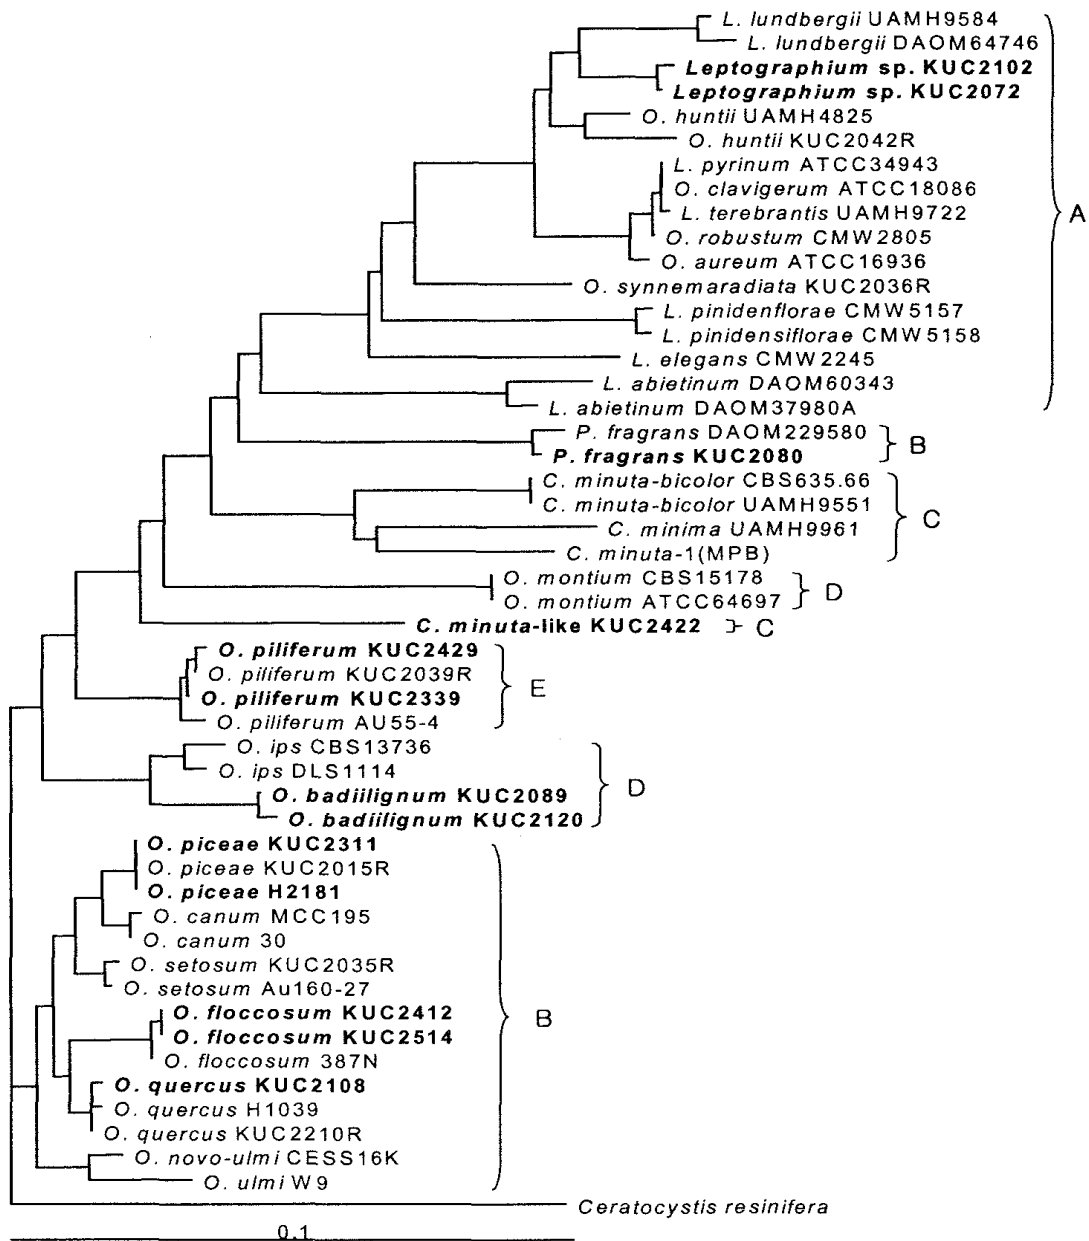 L. lundbergii UAMH9584
L. lundbergii DAOM64746
Leptographium sp. KUC2102
Leptographium sp. KUC2072
O. huntii UAMH4825
O. huntii KUC2042R
L. pyrinum ATCC34943
O. clavigerum ATCC18086
L. terebrantis UAMH9722
A
O. robustum CMW2805
O. aureum ATCC16936
O. synnemaradiata KUC2036R
L. pinidenflorae CMW5157
L. pinidensiflorae CMW5158
L. elegans CMW2245
L. abietinum DAOM60343
L. abietinum DAOM37980A
P. fragrans DAOM229580
B
P. fragrans KUC2080
C. minuta-bicolor CBS635.66
C. minuta-bicolor UAMH9551
C
C. minima UAMH9961
C. minuta-1(MPB)
O. montium CBS15178
D
O. montium ATCC64697
C. minuta-like KUC2422
C
O. piliferum KUC2429
O. piliferum KUC2039R
E
O. piliferum KUC2339
O. piliferum AU55-4
O. ips CBS13736
O. ips DLS1114
D
O. badiilignum KUC2089
O. badiilignum KUC2120
O. piceae KUC2311
O. piceae KUC2015R
O. piceae H2181
O. canum MCC195
O. canum 30
O. setosum KUC2035R
O. setosum Au160-27
O. floccosum KUC2412
B
O. floccosum KUC2514
O. floccosum 387N
O. quercus KUC2108
O. quercus H1039
O. quercus KUC2210R
O. novo-ulmi CESS16K
O. ulmi W9
Ceratocystis resinifera
0.1